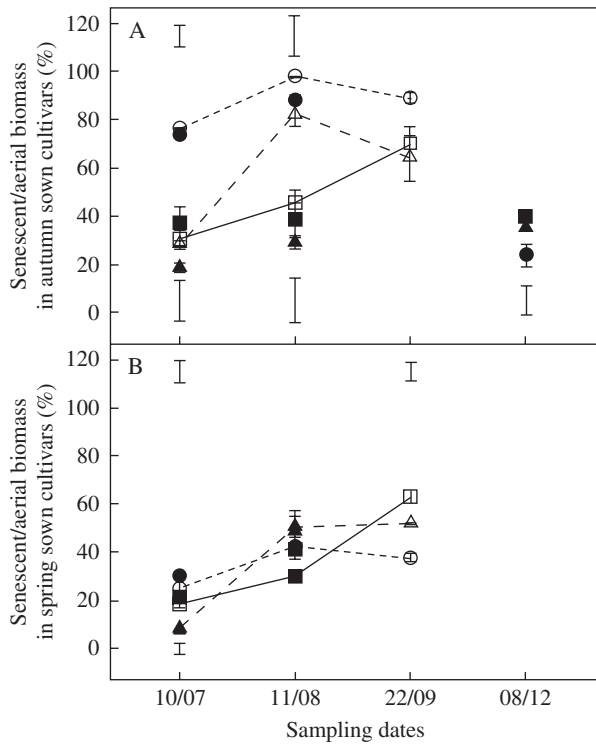 A
120
100
80
60
40
20
0
Senescent/aerial biomass
in autumn sown cultivars (%)
B
120
100
80
60
40
20
0
Senescent/aerial biomass
in spring sown cultivars (%)
10/07
11/08
22/09
08/12
Sampling dates